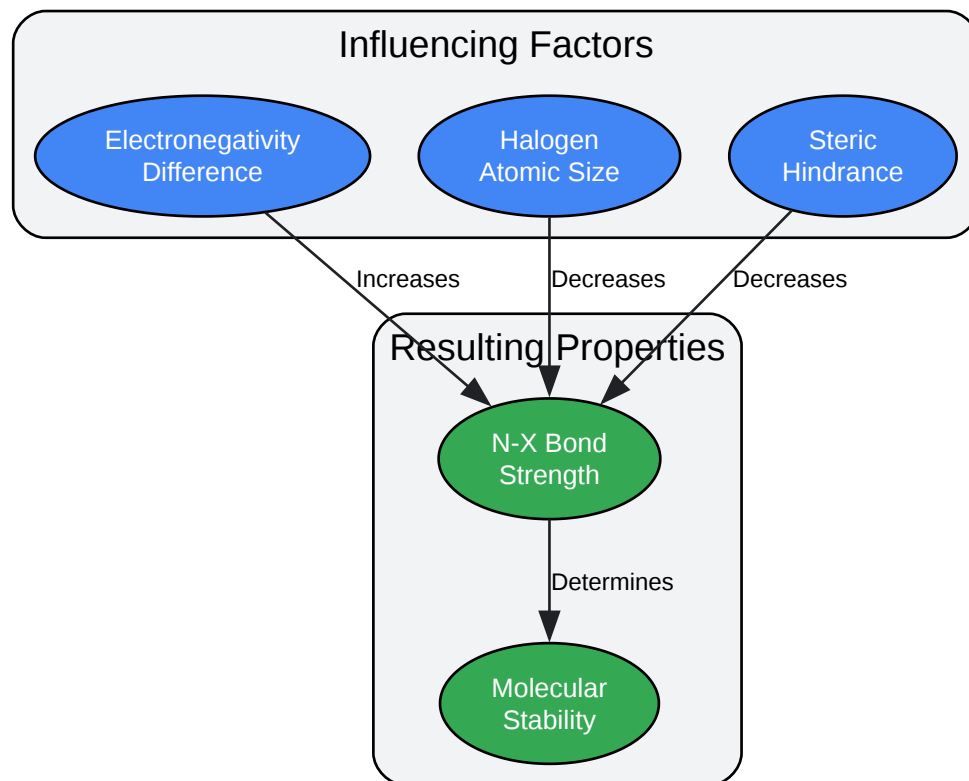 Influencing Factors
Electronegativity
Difference
Halogen
Atomic Size
Steric
Hindrance
Increases
Decreases
Decreases
Resulting Properties
N-X Bond
Strength
Determines
Molecular
Stability